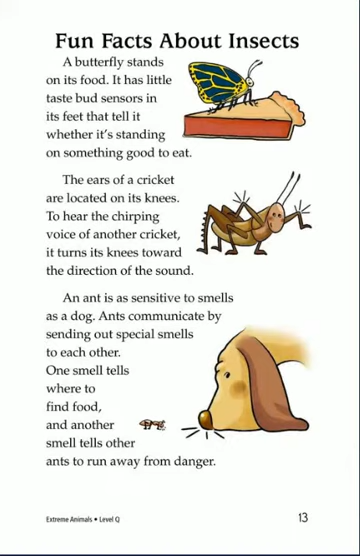 Fun Facts About Insects
A butterfly stands
on its food. It has little
taste bud sensors in
its feet that tell it
whether it's standing
on something good to eat.
The ears of a cricket
are located on its knees.
To hear the chirping
voice of another cricket,
it turns its knees toward
the direction of the sound.
An ant is as sensitive to smells
as a dog. Ants communicate by
sending out special smells
to each other.
One smell tells
where to
find food,
and another
smell tells other
ants to run away from danger.
Extreme Animals • Level Q
13